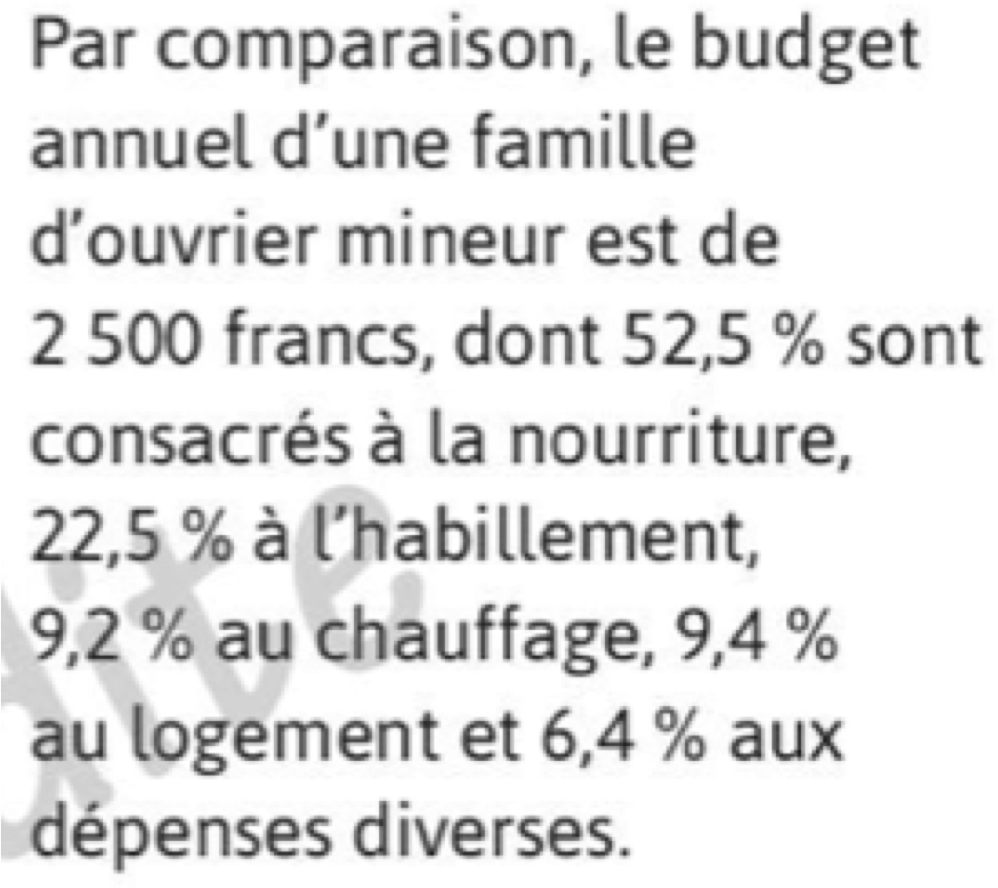 Par comparaison, le budget
annuel d’une famille
d’ouvrier mineur est de
2 500 francs, dont 52,5 % sont
consacrés à la nourriture,
22,5 % à l’habillement,
9,2 % au chauffage, 9,4 %
au logement et 6,4 % aux
dépenses diverses.